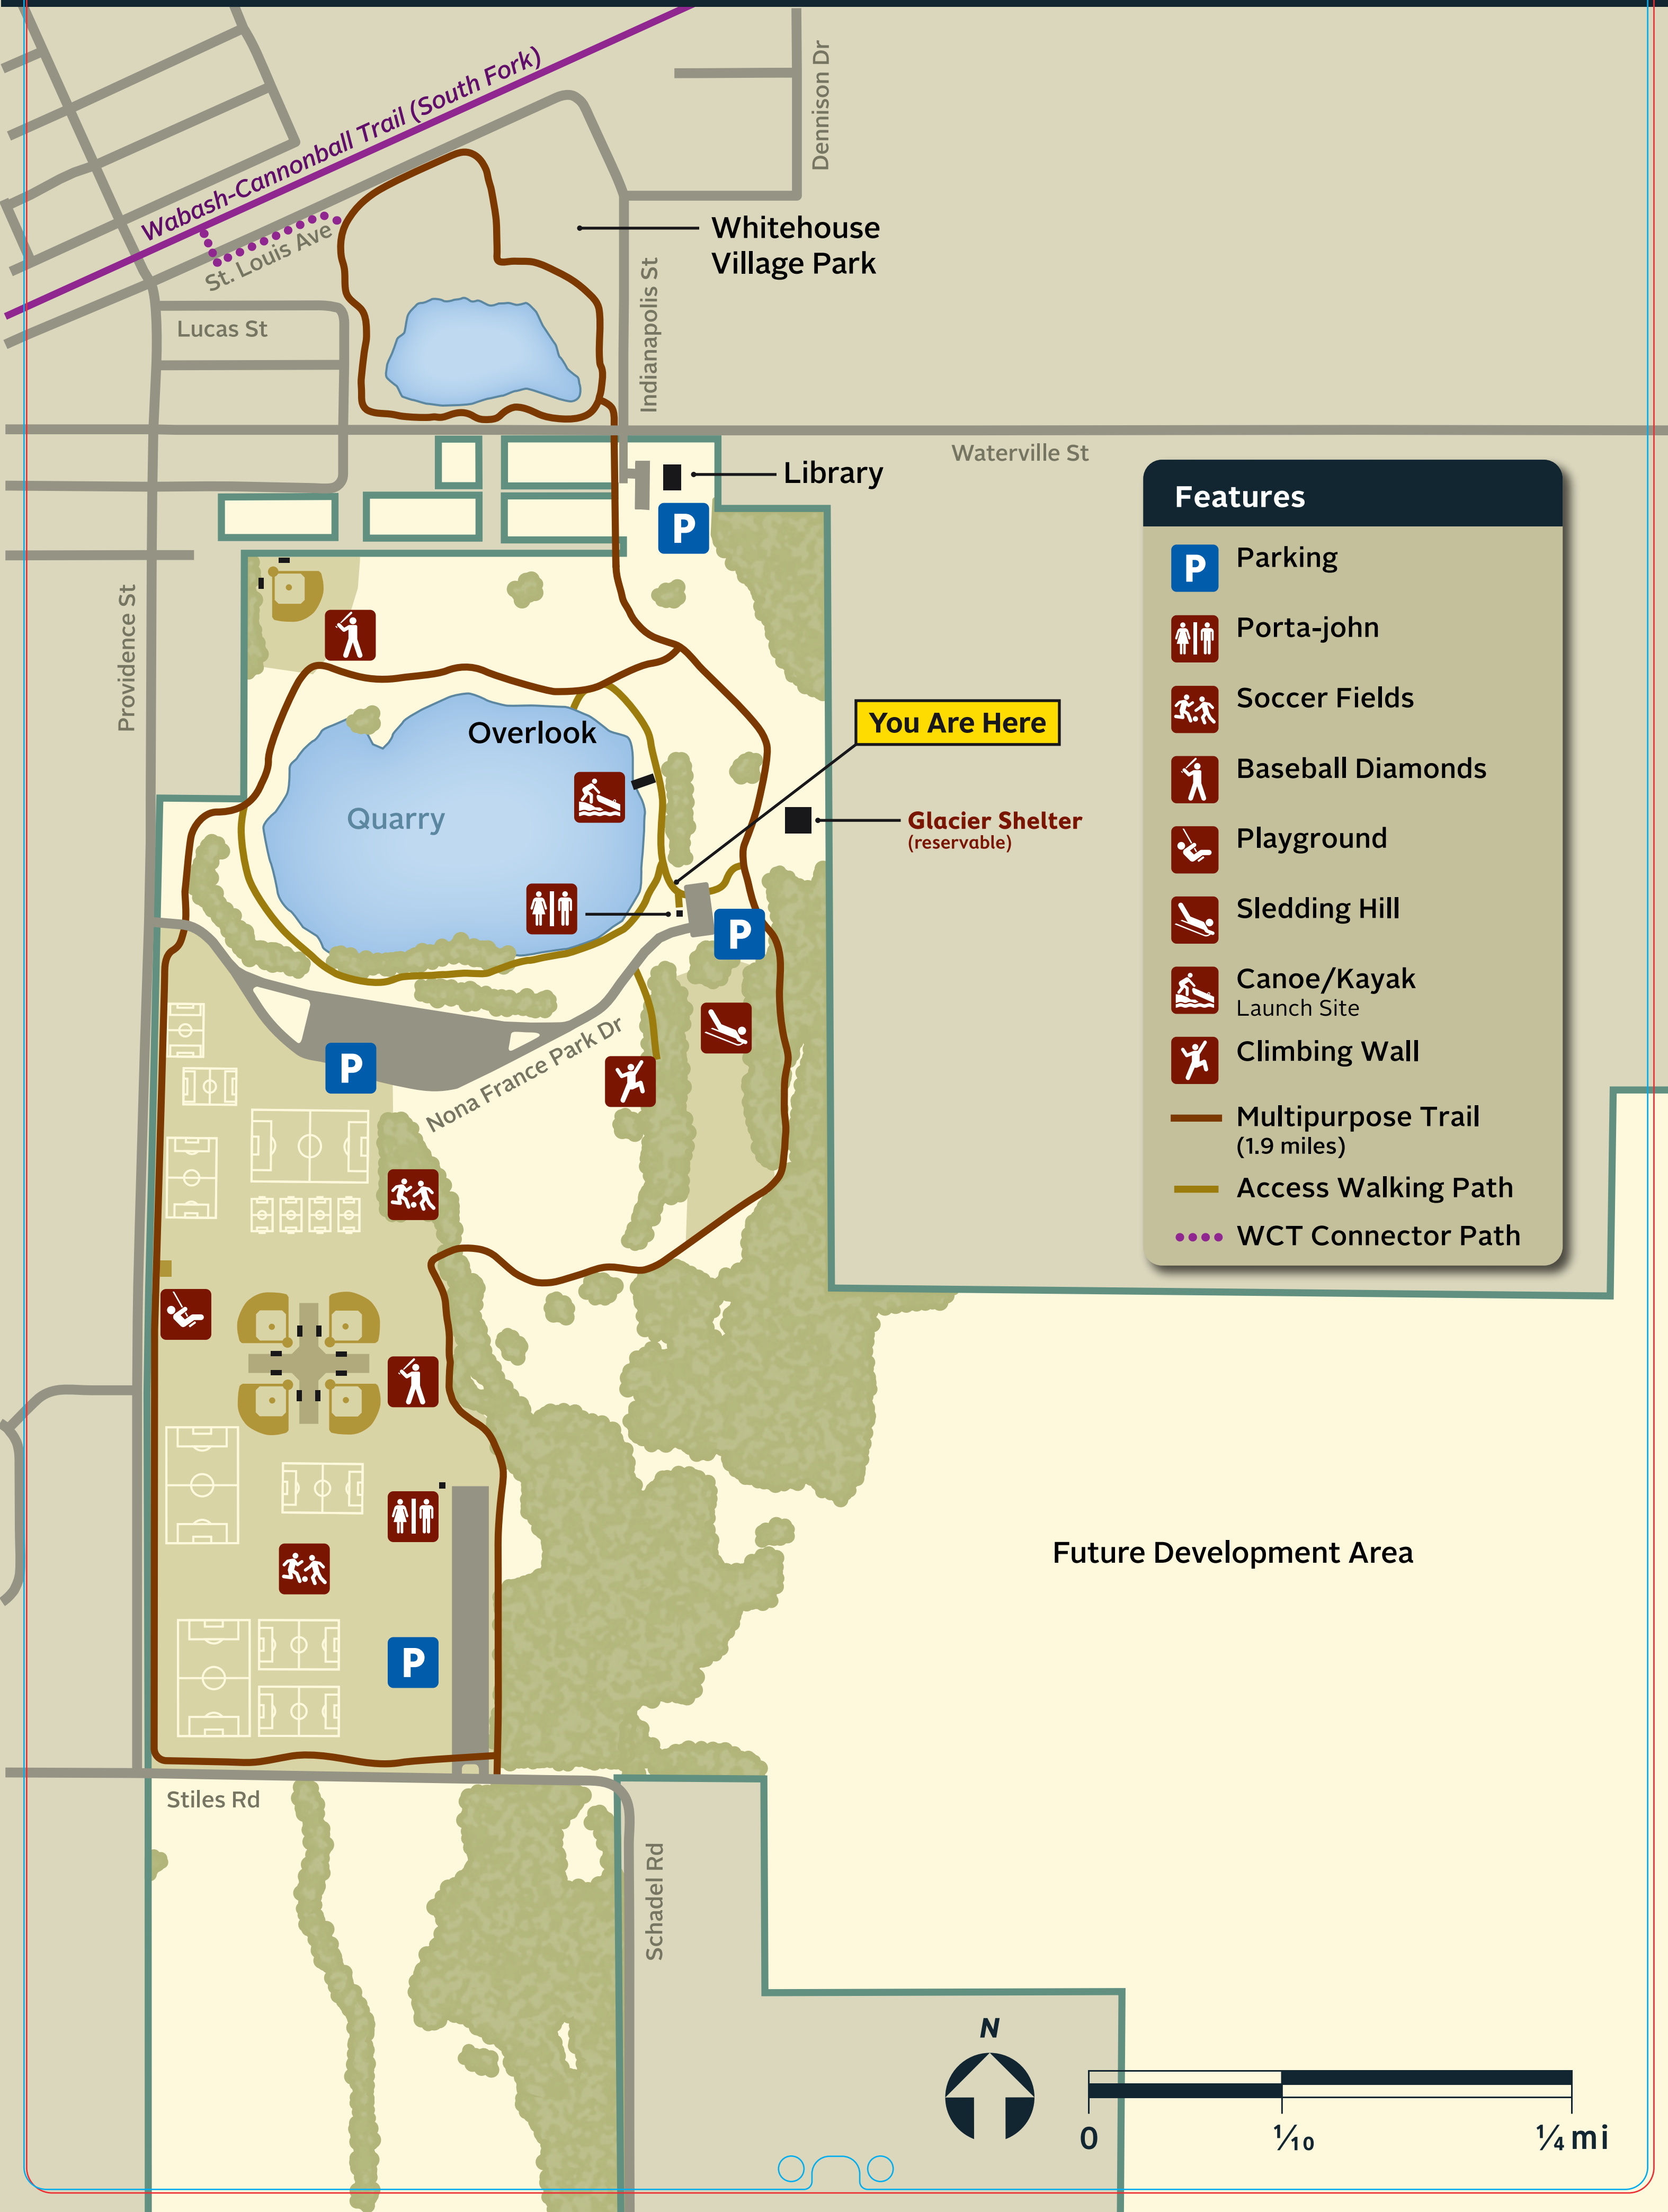 Dennison Dr
Wabash-Cannonball Trail (South Fork)
St. Louis Ave
Whitehouse
Village Park
Indianapolis St
Lucas St
Waterville St
Library
P
Providence St
Overlook
Quarry
You Are Here
Glacier Shelter
(reservable)
P
P
Nona France Park Dr
P
Stiles Rd
Schadel Rd
Future Development Area
Features
P Parking
Porta-john
Soccer Fields
Baseball Diamonds
Playground
Sledding Hill
Canoe/Kayak
Launch Site
Climbing Wall
Multipurpose Trail
(1.9 miles)
Access Walking Path
WCT Connector Path
N
0 1/10 1/4 mi